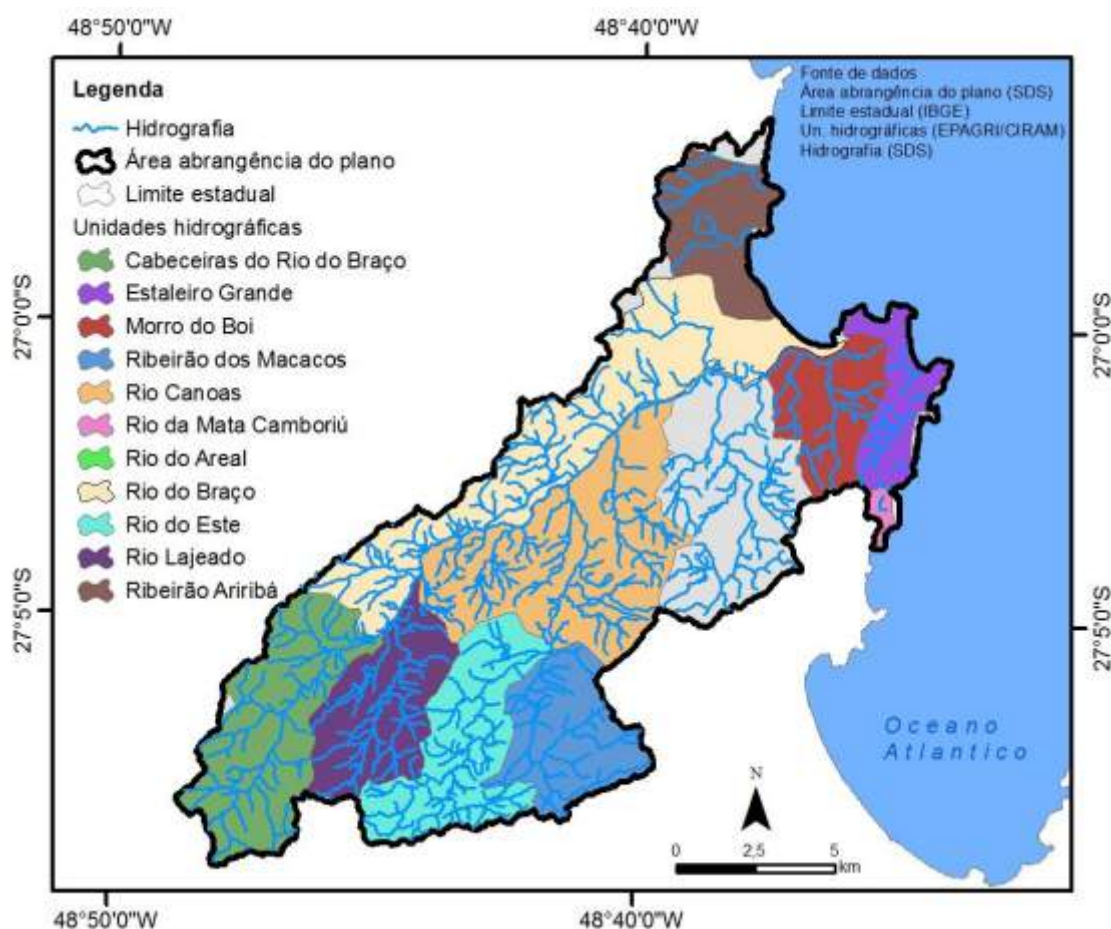 48°50'0"W
48°40'0"W
Legenda
Hidrografia
Área abrangência do plano
Limite estadual
Unidades hidrográficas
Cabeceiras do Rio do Braço
Estaleiro Grande
Morro do Boi
Ribeirão dos Macacos
Rio Canoas
Rio da Mata Camboriú
Rio do Areal
Rio do Braço
Rio do Este
Rio Lajeado
Ribeirão Ariribá
Fonte de dados
Área abrangência do plano (SDS)
Limite estadual (IBGE)
Un. hidrográficas (EPAGRI/CIRAM)
Hidrografia (SDS)
27°0'0"S
27°0'0"S
27°5'0"S
27°5'0"S
Oceano
Atlantico
N
0 2,5 5
km
48°50'0"W
48°40'0"W